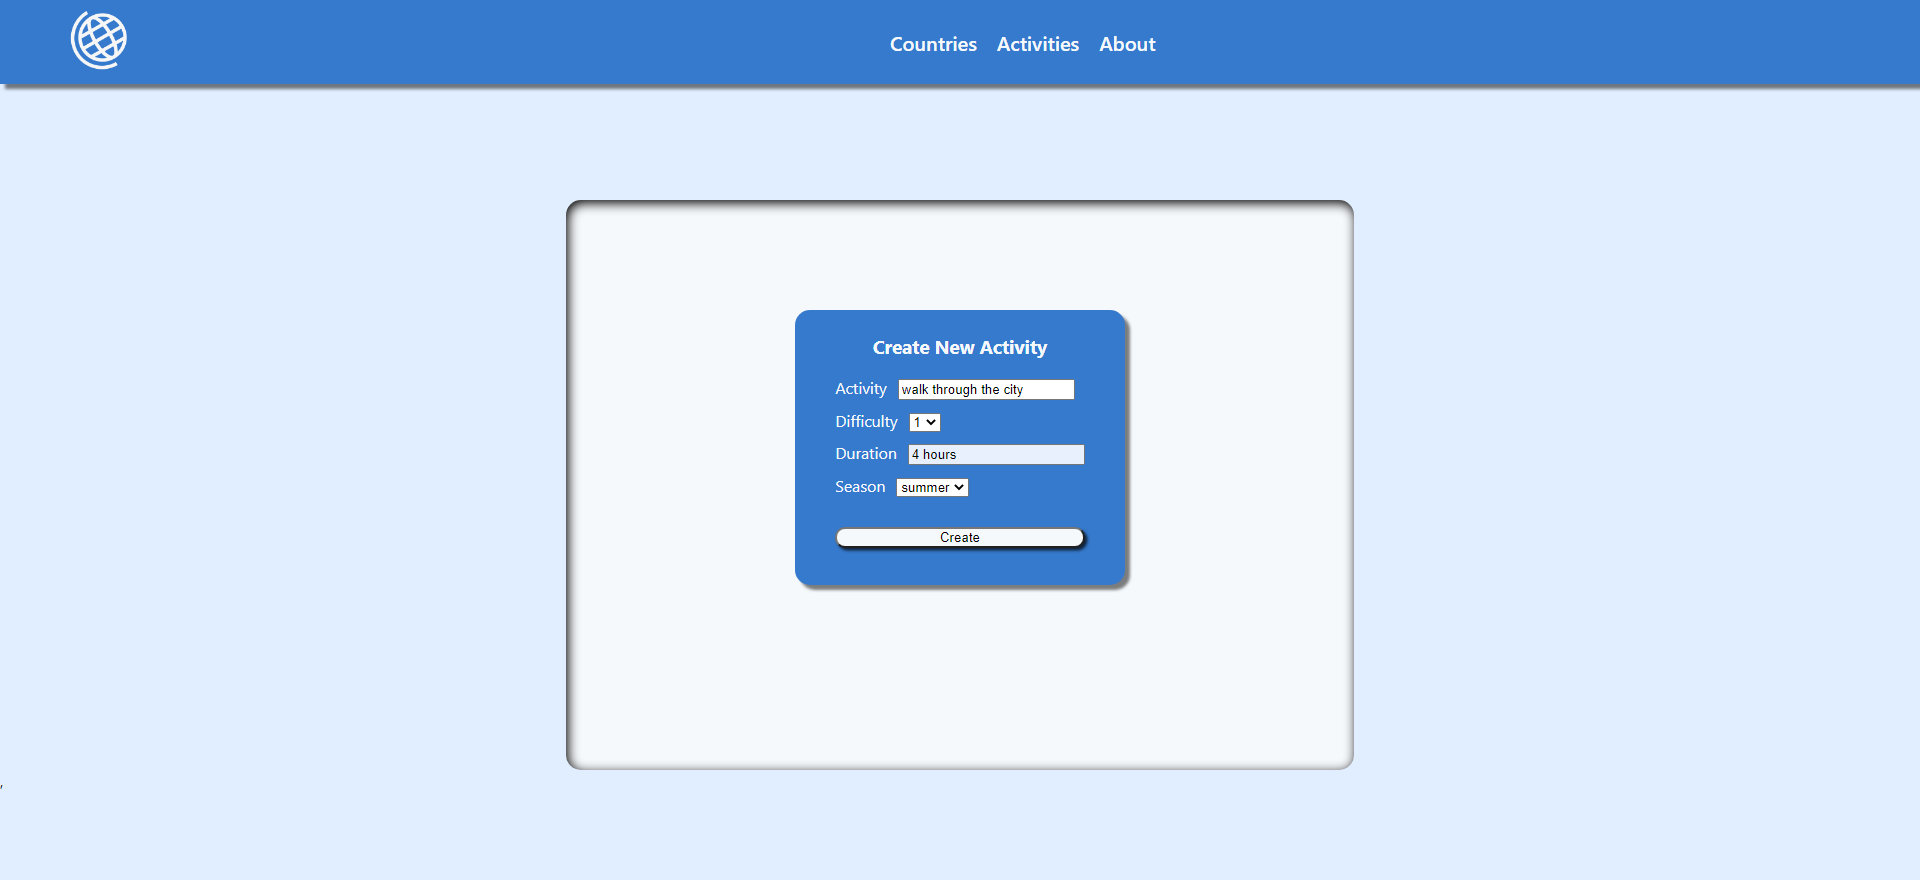 Countries Activities About
Create New Activity
Activity walk through the city
Difficulty 1
Duration 4 hours
Season summer
Create
,